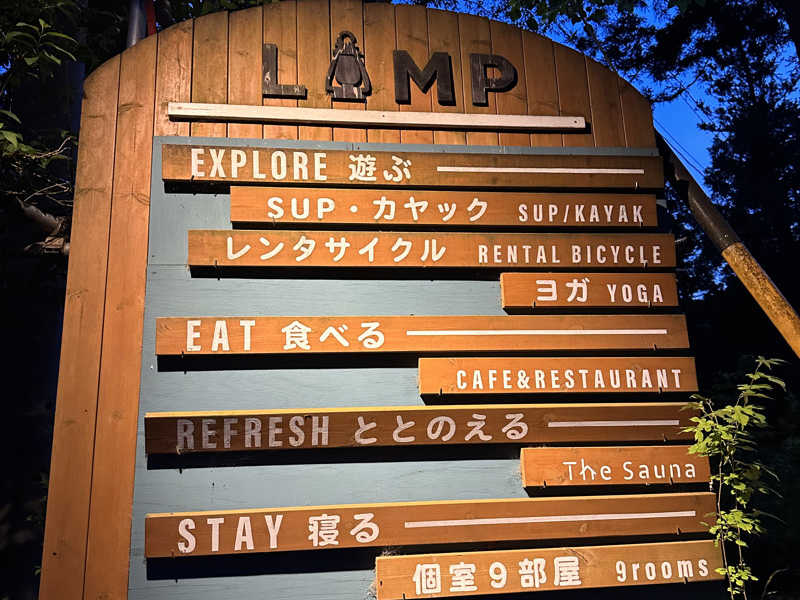 LAMP
EXPLORE 遊ぶ
SUP・カヤック SUP/KAYAK
レンタサイクル RENTAL BICYCLE
ヨガ YOGA
EAT 食べる
CAFE&RESTAURANT
REFRESH ととのえる
The Sauna
STAY 寝る
個室9部屋 9rooms